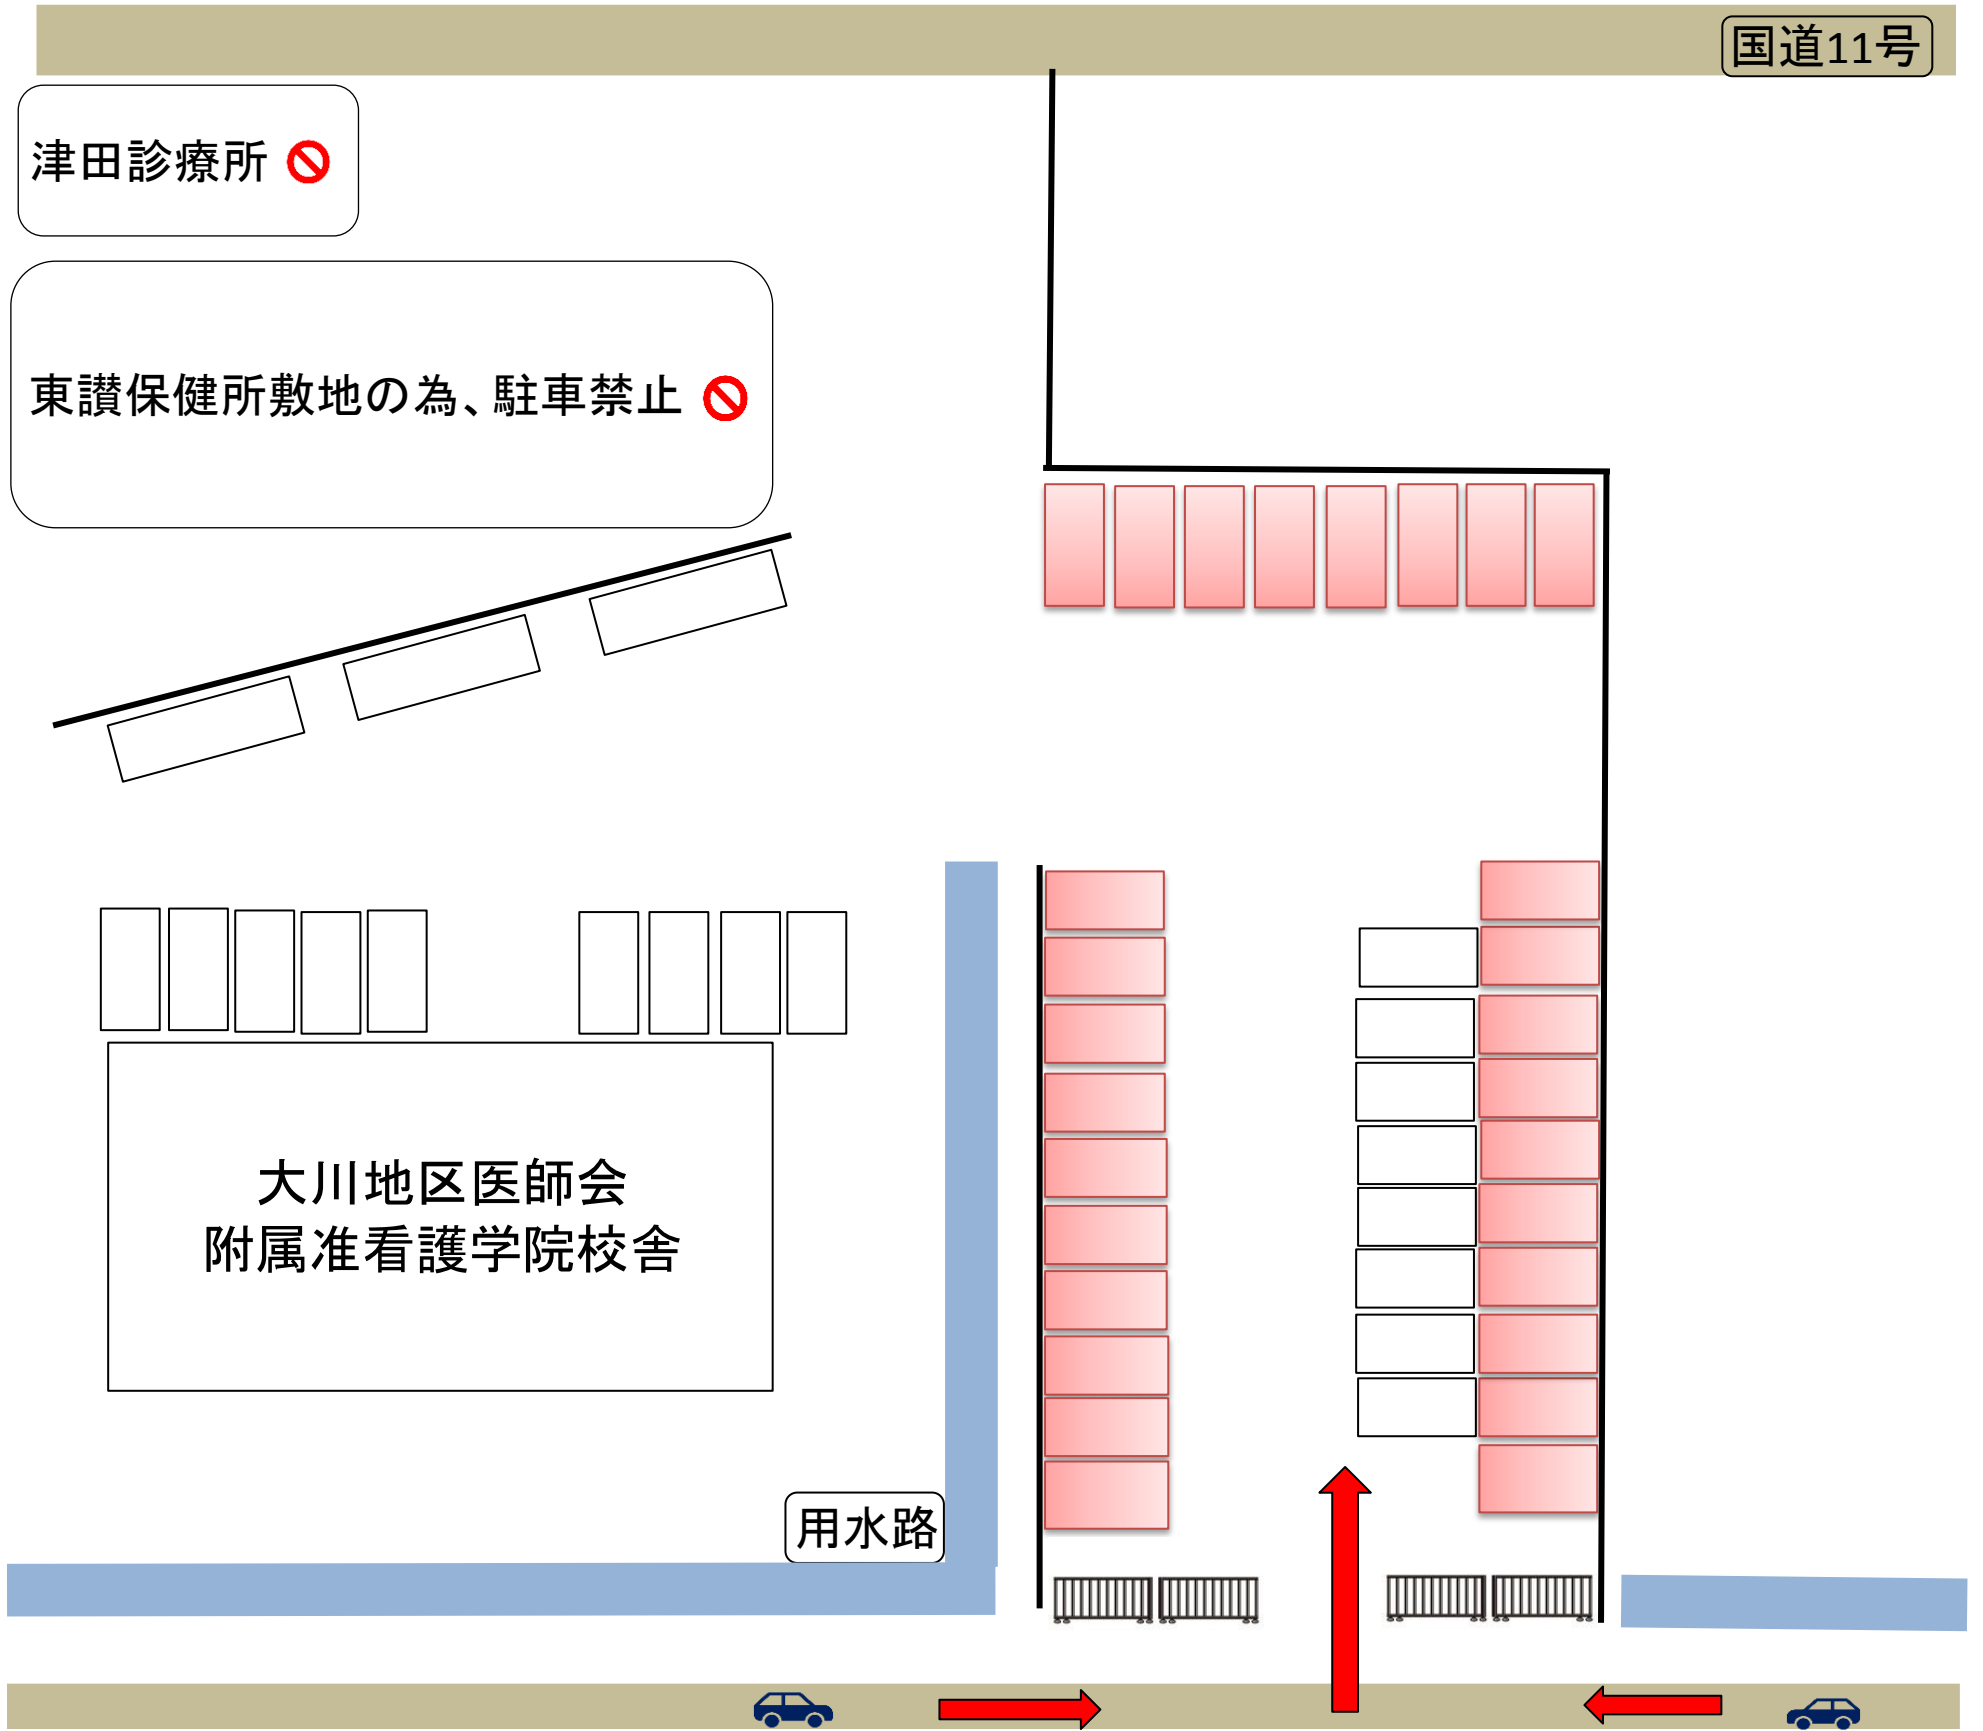 国道11号
津田診療所
東讃保健所敷地の為、駐車禁止
大川地区医師会
附属准看護学院校舎
用水路